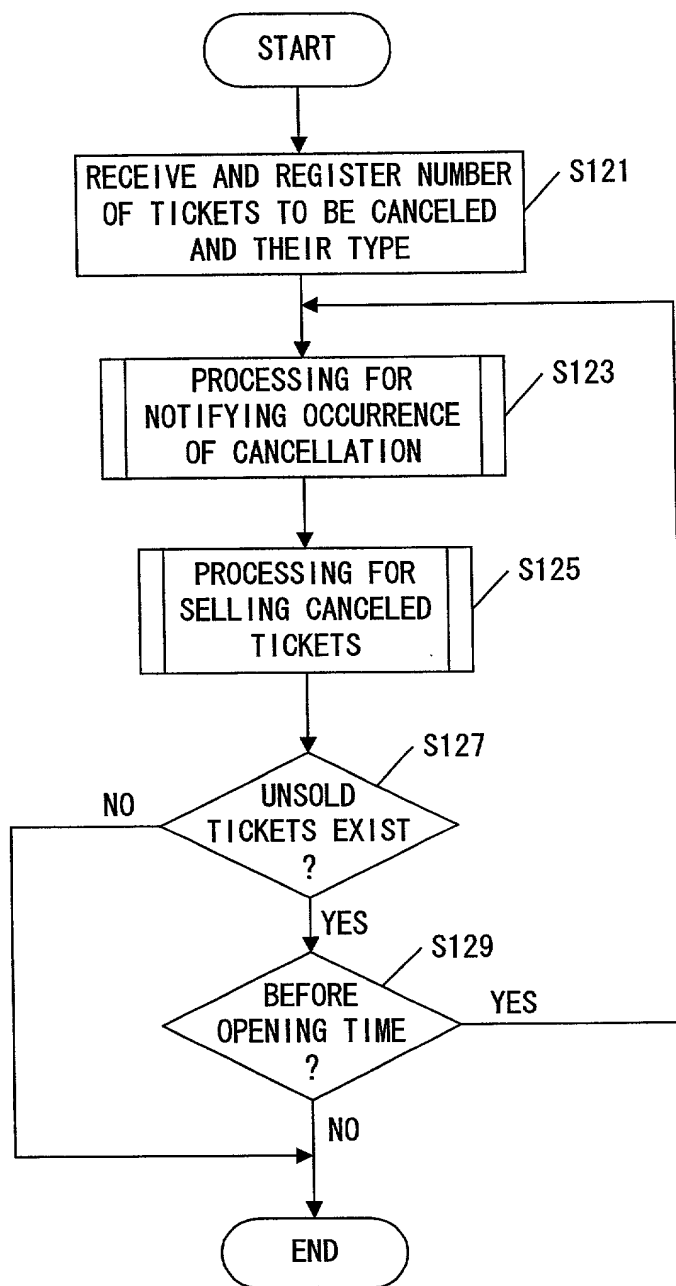 START
RECEIVE AND REGISTER NUMBER
OF TICKETS TO BE CANCELED
AND THEIR TYPE
S121
PROCESSING FOR
NOTIFYING OCCURRENCE
OF CANCELLATION
S123
PROCESSING FOR
SELLING CANCELED
TICKETS
S125
S127
NO
UNSOLD
TICKETS EXIST
?
YES
S129
BEFORE
OPENING TIME
?
YES
NO
END